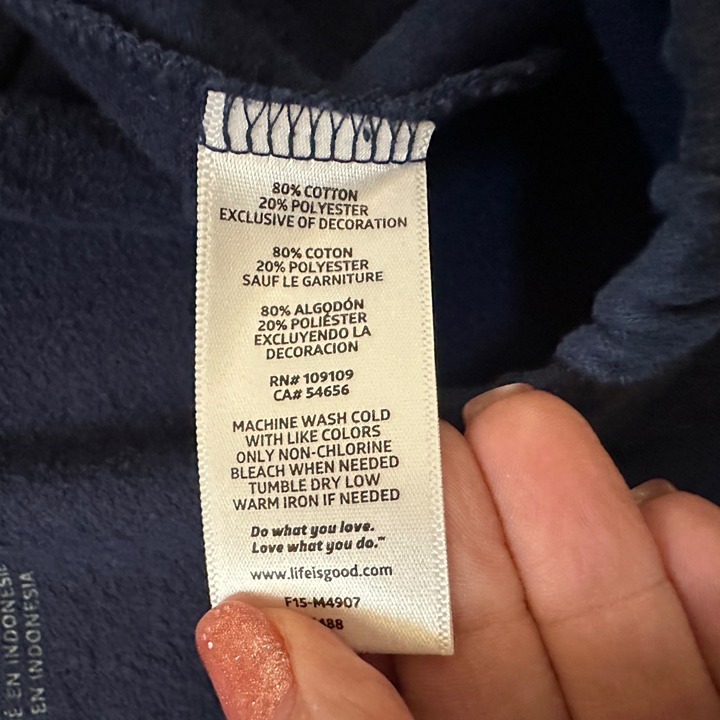 80% COTTON
20% POLYESTER
EXCLUSIVE OF DECORATION
80% COTON
20% POLYESTER
SAUF LE GARNITURE
80% ALGODÓN
20% POLIÉSTER
EXCLUYENDO LA
DECORACION
RN# 109109
CA# 54656
MACHINE WASH COLD
WITH LIKE COLORS
ONLY NON-CHLORINE
BLEACH WHEN NEEDED
TUMBLE DRY LOW
WARM IRON IF NEEDED
Do what you love.
Love what you do.™
www.lifeisgood.com
F15-M4907
EN INDONESIE
EN INDONESIA